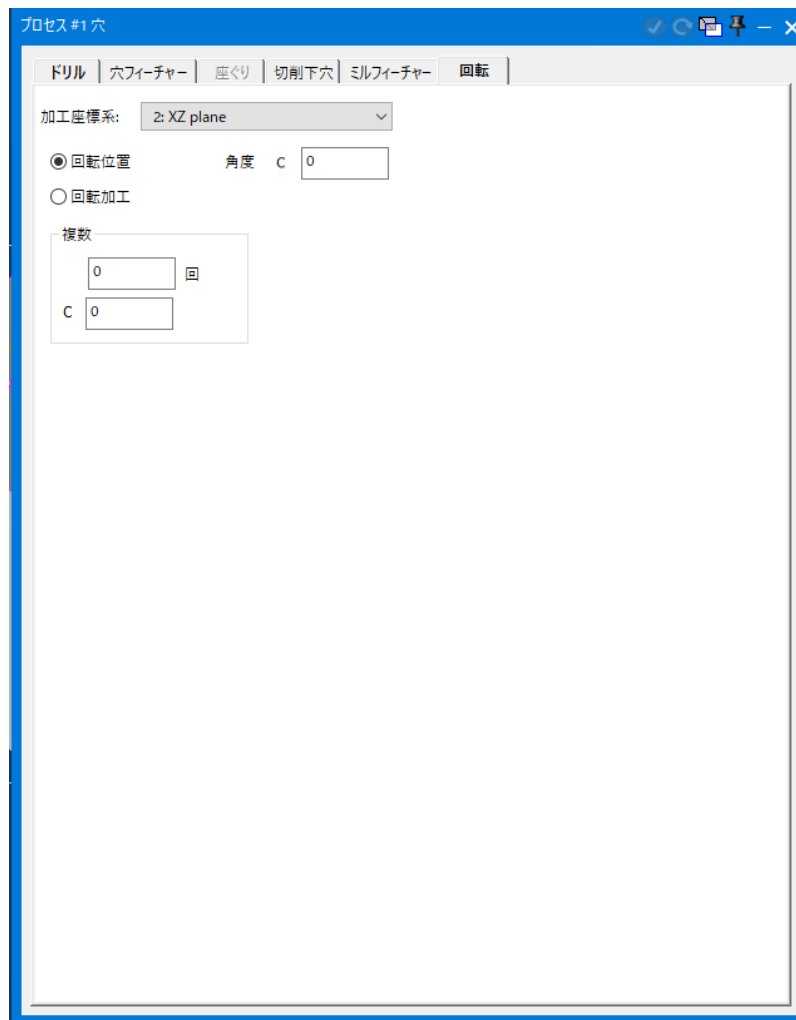 プロセス #1 穴
ドリル 穴フィーチャー 座ぐり 切削下穴 ミルフィーチャー 回転
加工座標系: 2: XZ plane
回転位置 角度 C 0
回転加工
複数
0 回
C 0